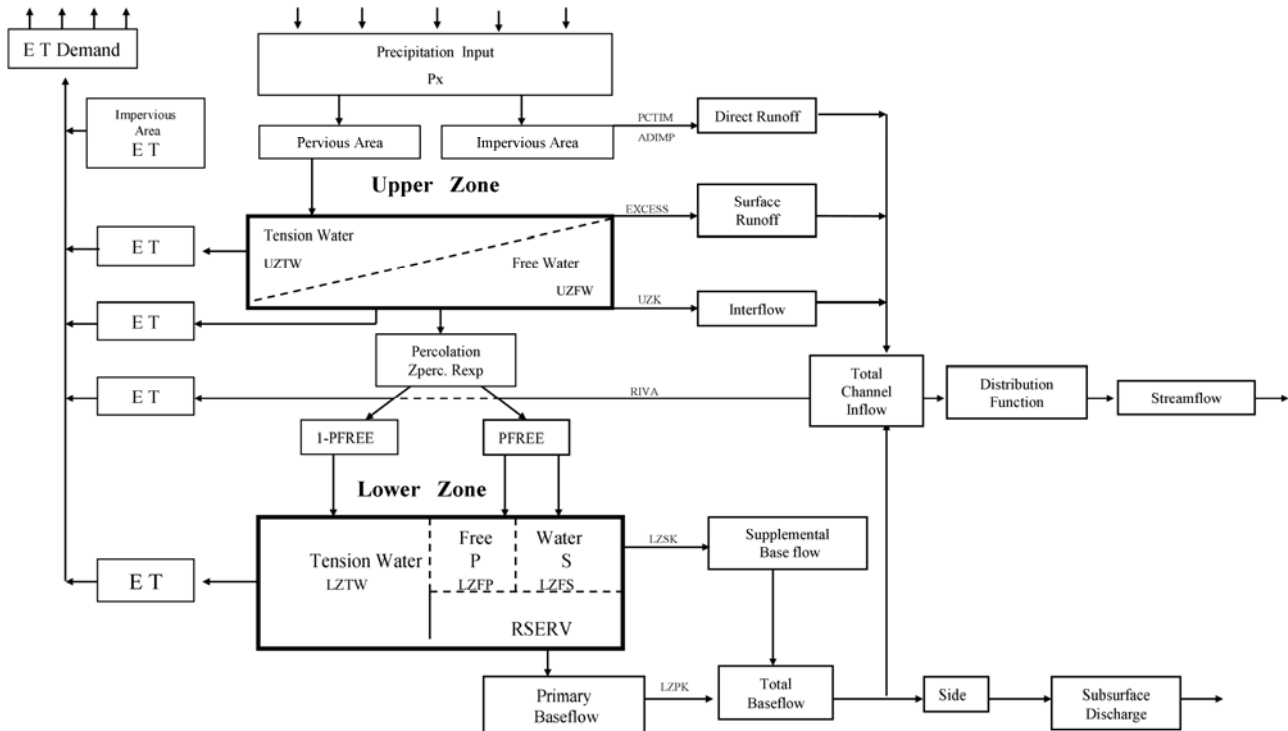 E T Demand
Precipitation Input
Px
Impervious
Area
E T
Pervious Area
Impervious Area
PCTIM
ADIMP
Direct Runoff
Upper Zone
EXCESS
Surface
Runoff
Tension Water
UZTW
Free Water
UZFW
E T
UZK
Interflow
E T
Percolation
Zperc. Rexp
E T
RIVA
Total
Channel
Inflow
Distribution
Function
Streamflow
1-PFREE
PFREE
Lower Zone
Tension Water
LZTW
Free
P
LZFP
Water
S
LZFS
RSERV
LZSK
Supplemental
Base flow
E T
Primary
Baseflow
LZPK
Total
Baseflow
Side
Subsurface
Discharge